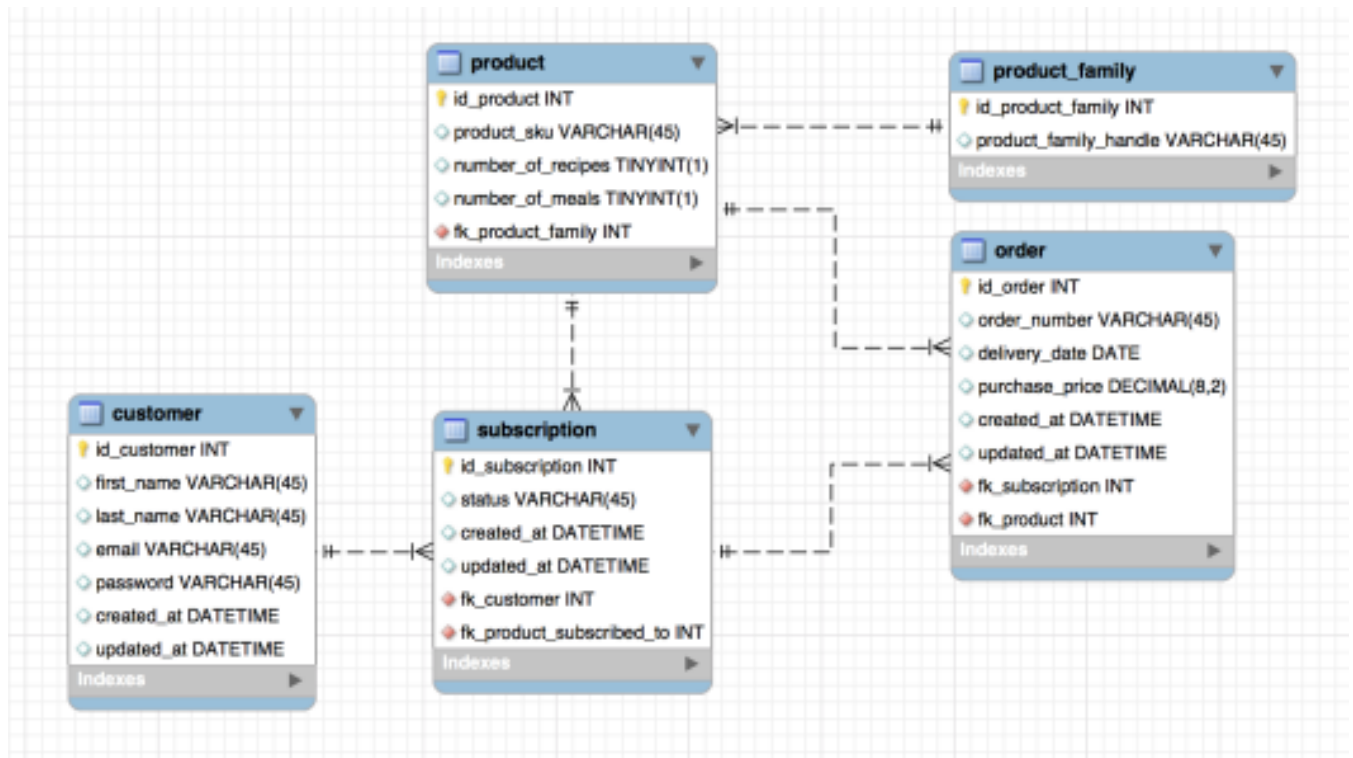 product
id_product INT
product_sku VARCHAR(45)
number_of_recipes TINYINT(1)
number_of_meals TINYINT(1)
fk_product_family INT
Indexes
product_family
id_product_family INT
product_family_handle VARCHAR(45)
Indexes
order
id_order INT
order_number VARCHAR(45)
delivery_date DATE
purchase_price DECIMAL(8,2)
created_at DATETIME
updated_at DATETIME
fk_subscription INT
fk_product INT
Indexes
customer
id_customer INT
first_name VARCHAR(45)
last_name VARCHAR(45)
email VARCHAR(45)
password VARCHAR(45)
created_at DATETIME
updated_at DATETIME
Indexes
subscription
id_subscription INT
status VARCHAR(45)
created_at DATETIME
updated_at DATETIME
fk_customer INT
fk_product_subscribed_to INT
Indexes